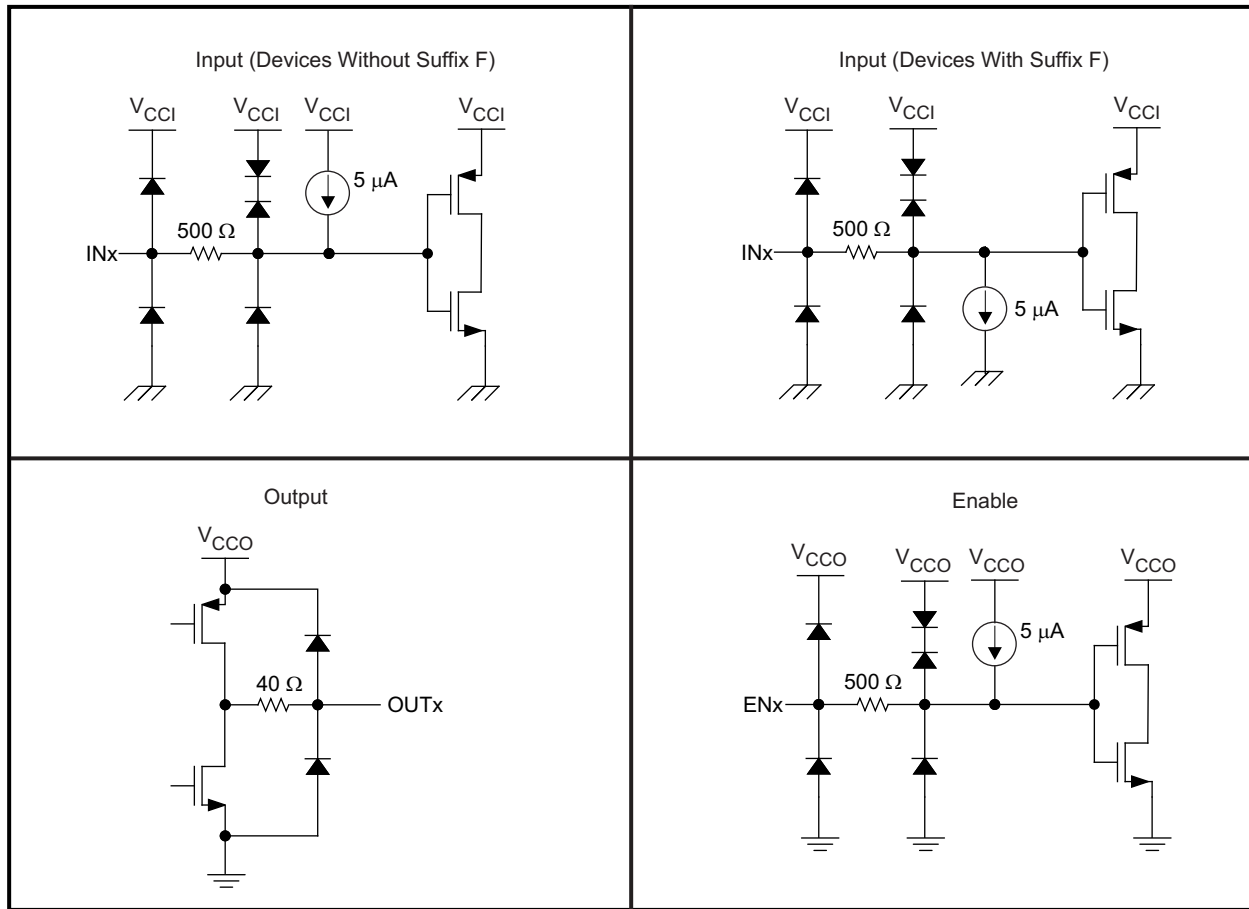 Input (Devices Without Suffix F)
VCCI VCCI VCCI VCCI
5 μA
500 Ω
INx
Input (Devices With Suffix F)
VCCI VCCI VCCI
500 Ω
INx
5 μA
Output
VCCO
40 Ω
OUTx
Enable
VCCO VCCO VCCO VCCO
5 μA
500 Ω
ENx